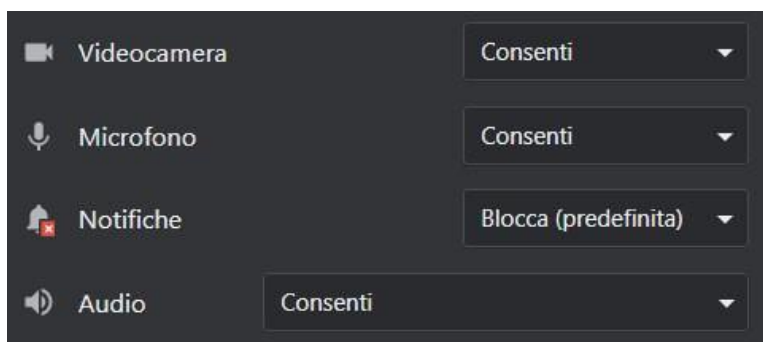 Videocamera Consenti
Microfono Consenti
Notifiche Blocca (predefinita)
Audio Consenti